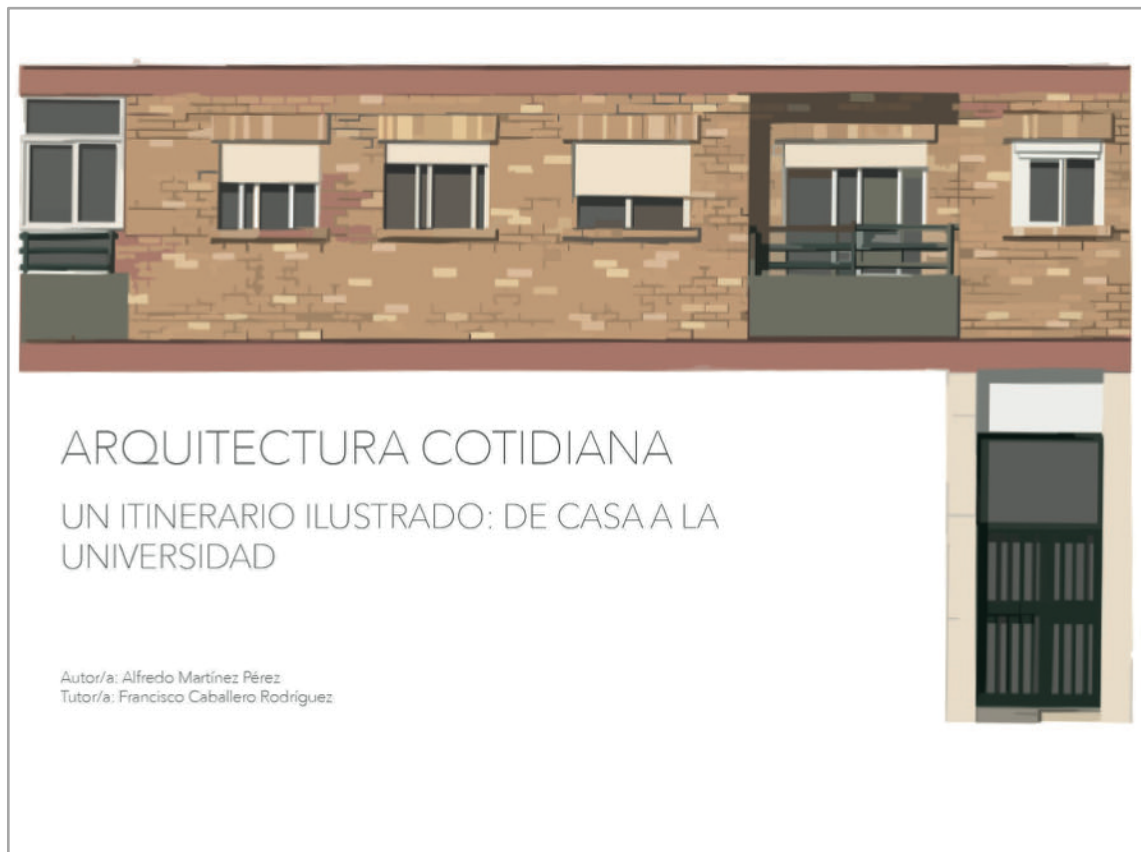 ARQUITECTURA COTIDIANA
UN ITINERARIO ILUSTRADO: DE CASA A LA
UNIVERSIDAD
Autor/a: Alfredo Martínez Pérez
Tutor/a: Francisco Caballero Rodríguez